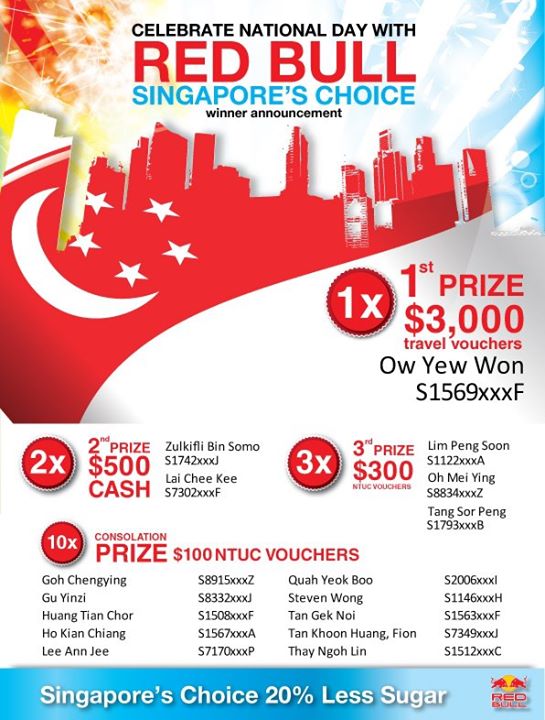 CELEBRATE NATIONAL DAY WITH
RED BULL
SINGAPORE'S CHOICE
winner announcement
1x
1st PRIZE
$3,000
travel vouchers
Ow Yew Won
S1569xxxF
2x
2nd PRIZE
$500
CASH
Zulkifli Bin Somo
S1742xxxJ
Lai Chee Kee
S7302xxxF
3x
3rd PRIZE
$300
NTUC VOUCHERS
Lim Peng Soon
S1122xxxA
Oh Mei Ying
S8834xxxZ
Tang Sor Peng
S1793xxxB
10x
CONSOLATION
PRIZE $100 NTUC VOUCHERS
Goh Chengying S8915xxxZ
Gu Yinzi S8332xxxJ
Huang Tian Chor S1508xxxF
Ho Kian Chiang S1567xxxA
Lee Ann Jee S7170xxxP
Quah Yeok Boo S2006xxxI
Steven Wong S1146xxxH
Tan Gek Noi S1563xxxF
Tan Khoon Huang, Fion S7349xxxJ
Thay Ngoh Lin S1512xxxC
Singapore's Choice 20% Less Sugar
RED
BULL